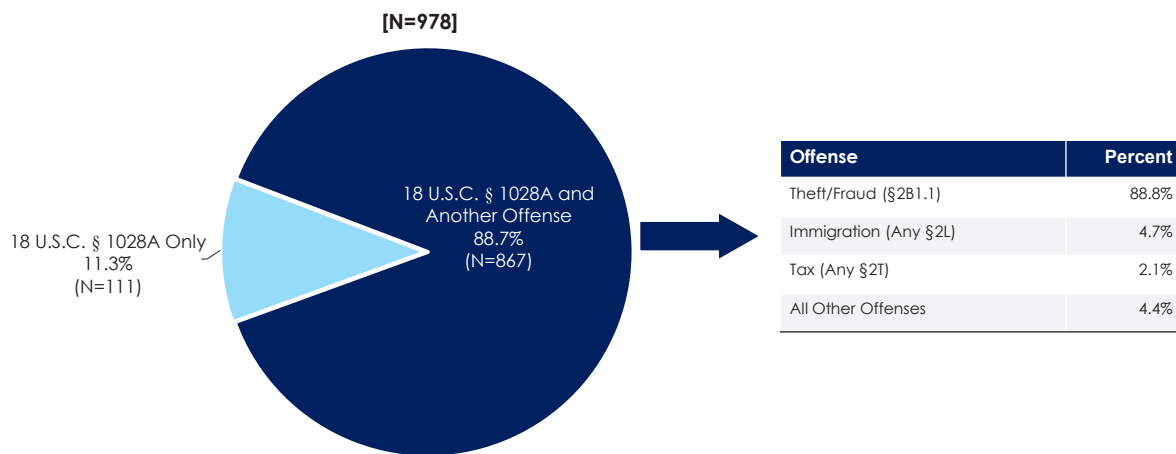 [N=978]
18 U.S.C. § 1028A and
Another Offense
88.7%
(N=867)
18 U.S.C. § 1028A Only
11.3%
(N=111)
Offense Percent
Theft/Fraud (§2B1.1) 88.8%
Immigration (Any §2L) 4.7%
Tax (Any §2T) 2.1%
All Other Offenses 4.4%